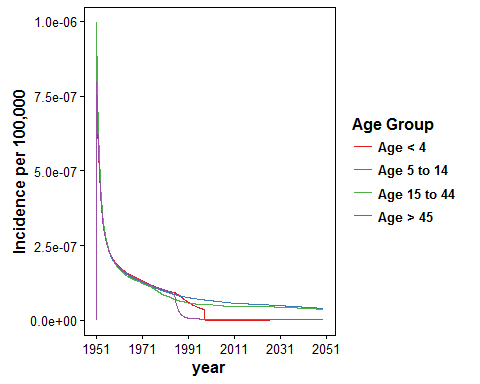 1.0e-06
7.5e-07
5.0e-07
2.5e-07
0.0e+00
Incidence per 100,000
1951 1971 1991 2011 2031 2051
year
Age Group
Age < 4
Age 5 to 14
Age 15 to 44
Age > 45